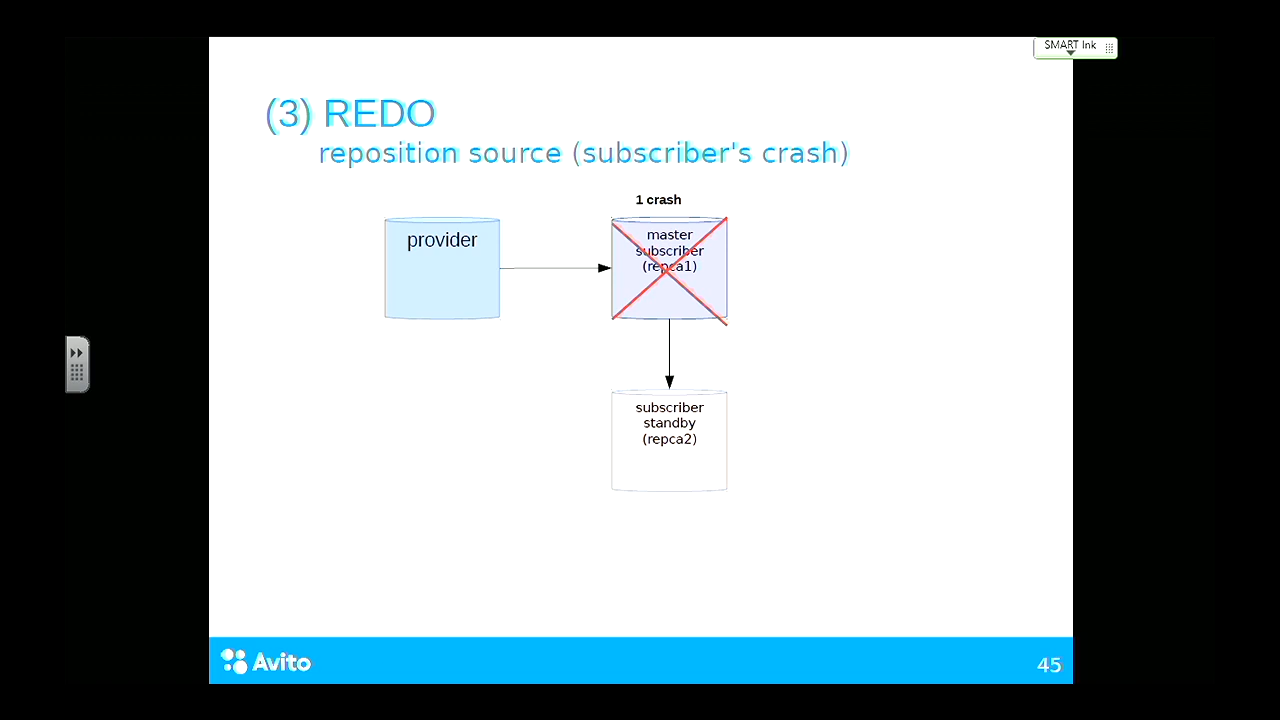 SMART Ink
(3) REDO
reposition source (subscriber's crash)
1 crash
provider
master
subscriber
(repca1)
subscriber
standby
(repca2)
Avito
45